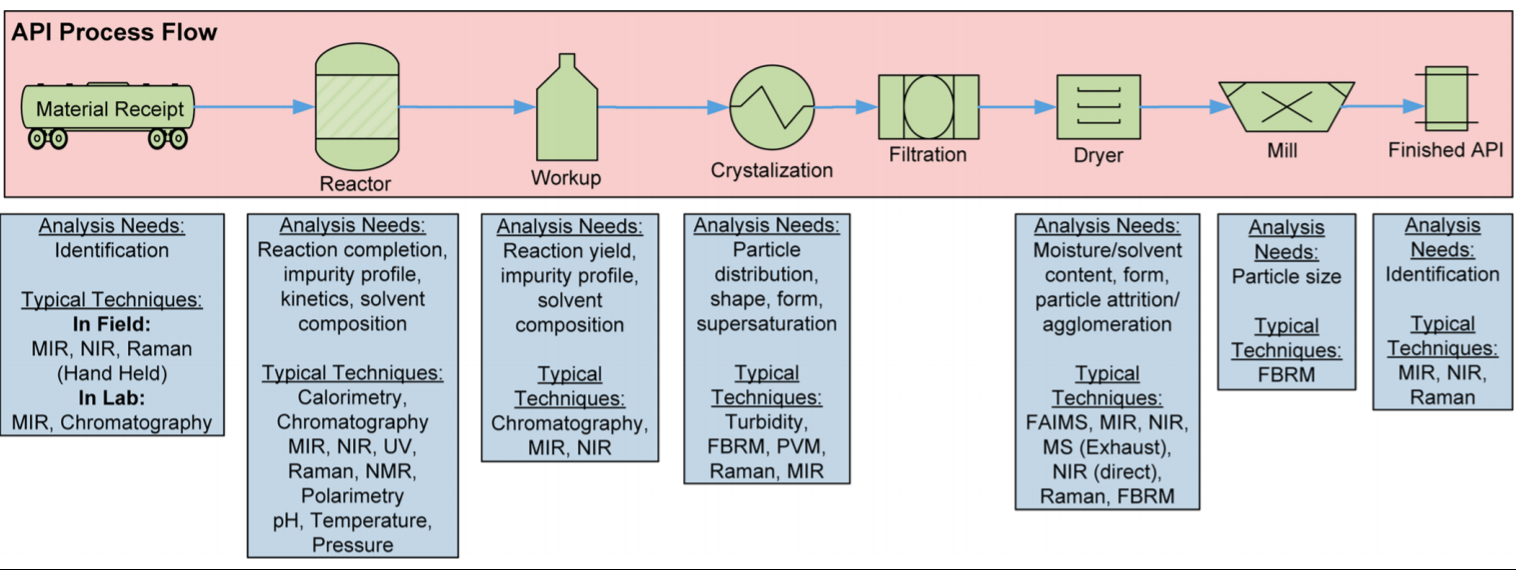 API Process Flow
Material Receipt
Reactor
Workup
Crystalization
Filtration
Dryer
Mill
Finished API
Analysis Needs:
Identification
Typical Techniques:
In Field:
MIR, NIR, Raman
(Hand Held)
In Lab:
MIR, Chromatography
Analysis Needs:
Reaction completion,
impurity profile,
kinetics, solvent
composition
Typical Techniques:
Calorimetry,
Chromatography
MIR, NIR, UV,
Raman, NMR,
Polarimetry
pH, Temperature,
Pressure
Analysis Needs:
Reaction yield,
impurity profile,
solvent
composition
Typical
Techniques:
Chromatography,
MIR, NIR
Analysis Needs:
Particle
distribution,
shape, form,
supersaturation
Typical
Techniques:
Turbidity,
FBRM, PVM,
Raman, MIR
Analysis Needs:
Moisture/solvent
content, form,
particle attrition/
agglomeration
Typical
Techniques:
FAIMS, MIR, NIR,
MS (Exhaust),
NIR (direct),
Raman, FBRM
Analysis
Needs:
Particle size
Typical
Techniques:
FBRM
Analysis
Needs:
Identification
Typical
Techniques:
MIR, NIR,
Raman